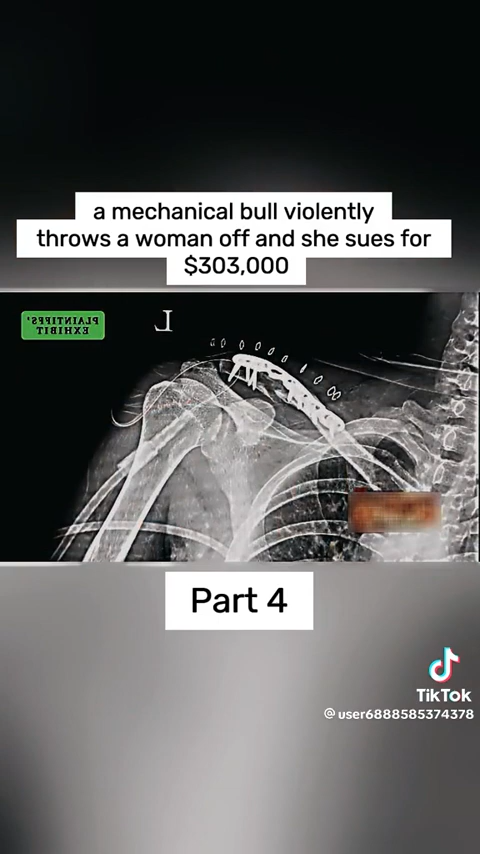 a mechanical bull violently
throws a woman off and she sues for
$303,000
PLAINTIFFS'
EXHIBIT
L
Part 4
TikTok
@user6888585374378